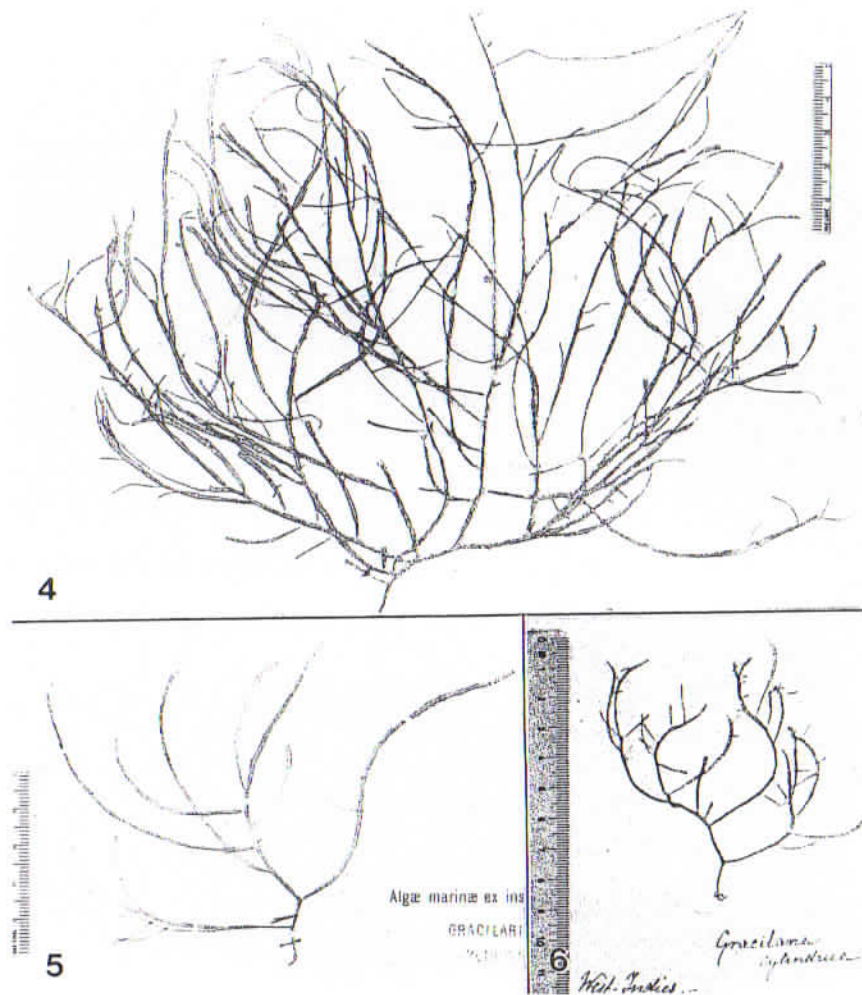 4
5
Algæ marinæ ex ins
GRACILARI
6
Gracilaria
cylindrica
West-Indies.